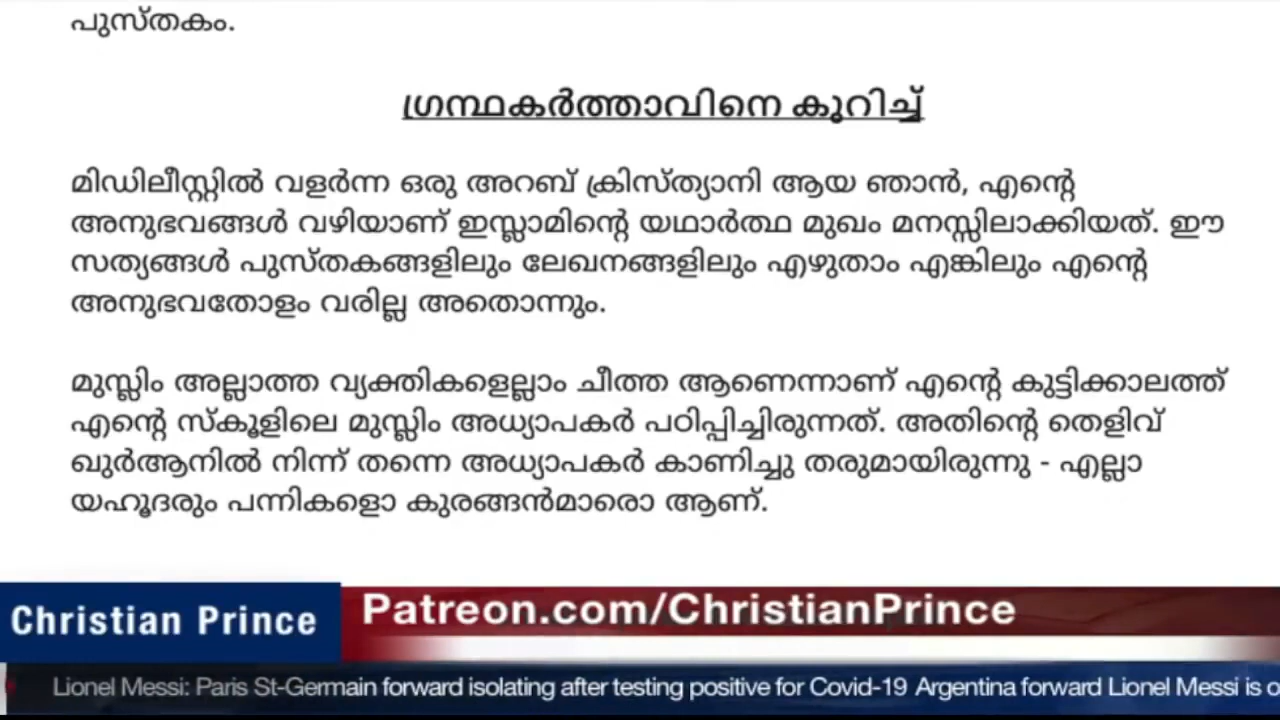 പുസ്തകം.
ഗ്രന്ഥകർത്താവിനെ കുറിച്ച്
മിഡിലീസ്റ്റിൽ വളർന്ന ഒരു അറബ് ക്രിസ്ത്യാനി ആയ ഞാൻ, എന്റെ
അനുഭവങ്ങൾ വഴിയാണ് ഇസ്ലാമിന്റെ യഥാർത്ഥ മുഖം മനസ്സിലാക്കിയത്. ഈ
സത്യങ്ങൾ പുസ്തകങ്ങളിലും ലേഖനങ്ങളിലും എഴുതാം എങ്കിലും എന്റെ
അനുഭവതോളം വരില്ല അതൊന്നും.
മുസ്ലിം അല്ലാത്ത വ്യക്തികളെല്ലാം ചീത്ത ആണെന്നാണ് എന്റെ കുട്ടിക്കാലത്ത്
എന്റെ സ്കൂളിലെ മുസ്ലിം അധ്യാപകർ പഠിപ്പിച്ചിരുന്നത്. അതിന്റെ തെളിവ്
ഖുർആനിൽ നിന്ന് തന്നെ അധ്യാപകർ കാണിച്ചു തരുമായിരുന്നു - എല്ലാ
യഹൂദരും പന്നികളൊ കുരങ്ങൻമാരൊ ആണ്.
Christian Prince
Patreon.com/ChristianPrince
Lionel Messi: Paris St-Germain forward isolating after testing positive for Covid-19 Argentina forward Lionel Messi is o